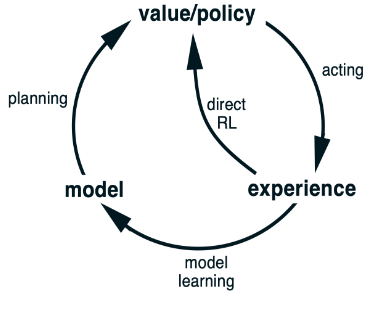 value/policy
acting
planning
direct
RL
model
experience
model
learning